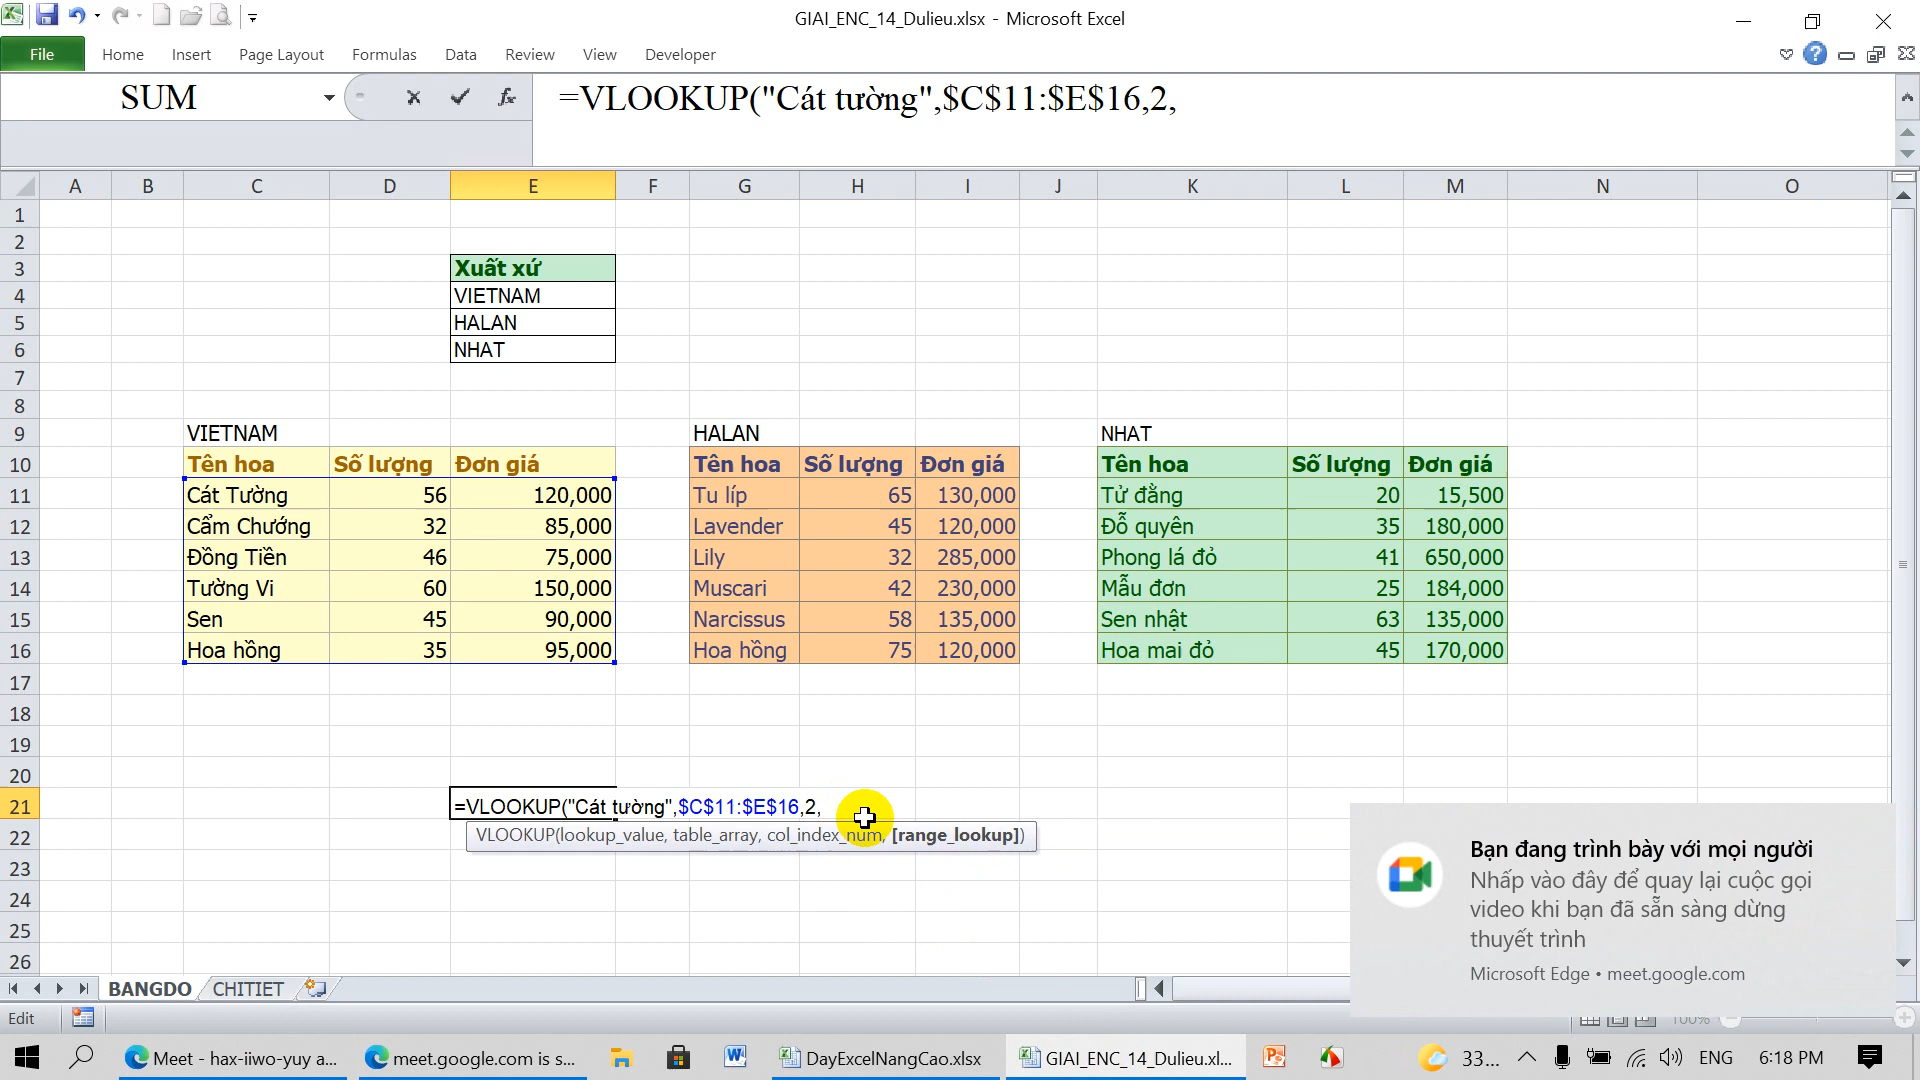 GIAI_ENC_14_Dulieu.xlsx - Microsoft Excel
File Home Insert Page Layout Formulas Data Review View Developer
SUM fx =VLOOKUP("Cát tường",$C$11:$E$16,2,
A B C D E F G H I J K L M N O
1
2
3 Xuất xứ
4 VIETNAM
5 HALAN
6 NHAT
7
8
9 VIETNAM HALAN NHAT
10 Tên hoa Số lượng Đơn giá Tên hoa Số lượng Đơn giá Tên hoa Số lượng Đơn giá
11 Cát Tường 56 120,000 Tu líp 65 130,000 Tử đằng 20 15,500
12 Cẩm Chướng 32 85,000 Lavender 45 120,000 Đỗ quyên 35 180,000
13 Đồng Tiền 46 75,000 Lily 32 285,000 Phong lá đỏ 41 650,000
14 Tường Vi 60 150,000 Muscari 42 230,000 Mẫu đơn 25 184,000
15 Sen 45 90,000 Narcissus 58 135,000 Sen nhật 63 135,000
16 Hoa hồng 35 95,000 Hoa hồng 75 120,000 Hoa mai đỏ 45 170,000
17
18
19
20
21 =VLOOKUP("Cát tường",$C$11:$E$16,2,
22 VLOOKUP(lookup_value, table_array, col_index_num, [range_lookup])
23
24
25
26
Bạn đang trình bày với mọi người
Nhấp vào đây để quay lại cuộc gọi
video khi bạn đã sẵn sàng dừng
thuyết trình
Microsoft Edge • meet.google.com
BANGDO CHITIET
Edit 100%
Meet - hax-iiwo-yuy a... meet.google.com is s... DayExcelNangCao.xlsx GIAI_ENC_14_Dulieu.xl... 33... ENG 6:18 PM